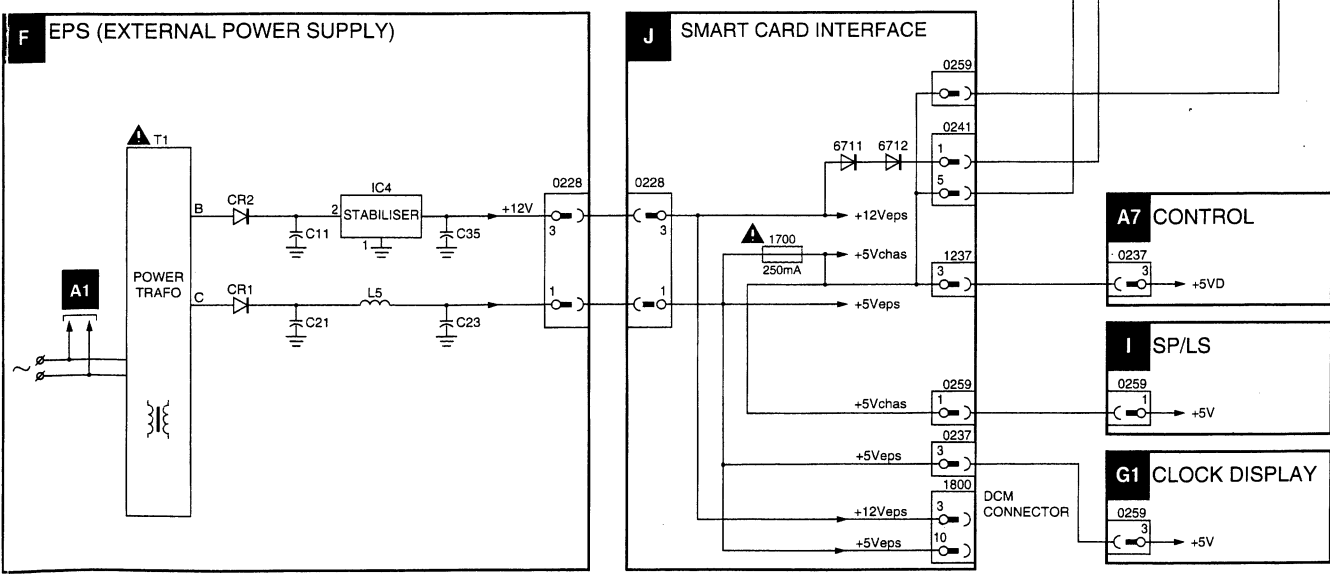 F EPS (EXTERNAL POWER SUPPLY)
T1
B
CR2
C11
2
IC4
STABILISER
1
C35
+12V
0228
3
POWER
TRAFO
A1
C
CR1
C21
L5
C23
1
~
J SMART CARD INTERFACE
0259
0241
6711 6712
1
5
0228
3
+12Veps
1700
250mA
+5Vchas
1237
3
1
+5Veps
+5Vchas
0259
1
0237
+5Veps
3
1800
+12Veps
3
+5Veps
10
DCM
CONNECTOR
A7 CONTROL
0237
3
+5VD
I SP/LS
0259
1
+5V
G1 CLOCK DISPLAY
0259
3
+5V